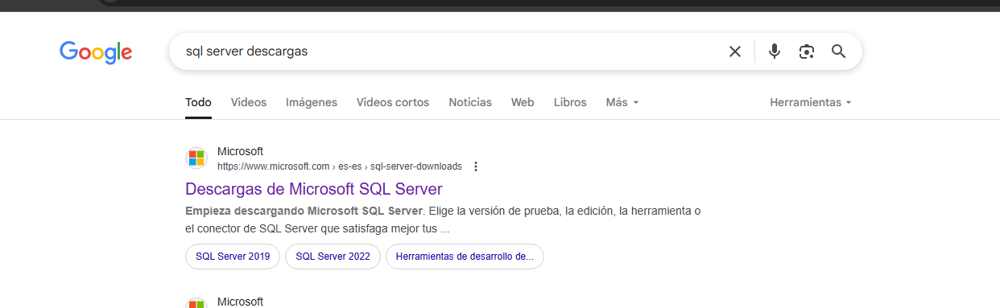 Google
sql server descargas
Todo Videos Imágenes Videos cortos Noticias Web Libros Más Herramientas
Microsoft
https://www.microsoft.com › es-es › sql-server-downloads
Descargas de Microsoft SQL Server
Empieza descargando Microsoft SQL Server. Elige la versión de prueba, la edición, la herramienta o
el conector de SQL Server que satisfaga mejor tus ...
SQL Server 2019 SQL Server 2022 Herramientas de desarrollo de...
Microsoft